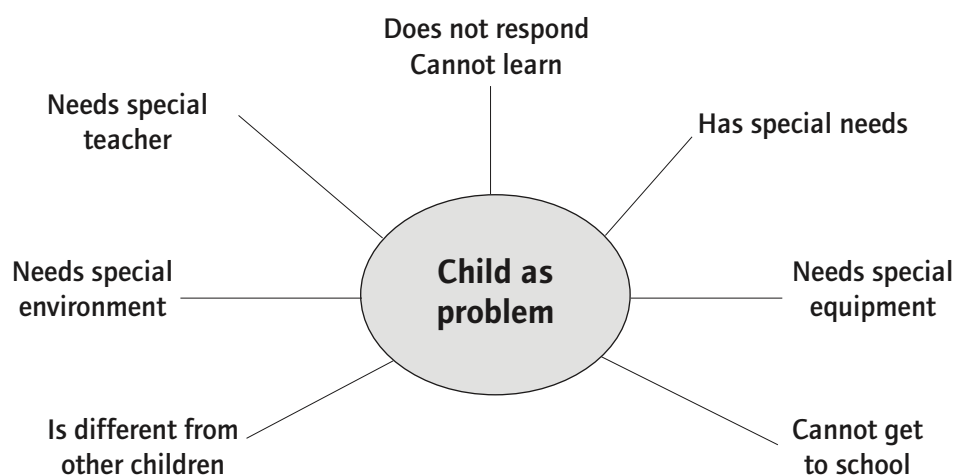 Does not respond
Cannot learn
Needs special
teacher
Has special needs
Child as
problem
Needs special
environment
Needs special
equipment
Is different from
other children
Cannot get
to school